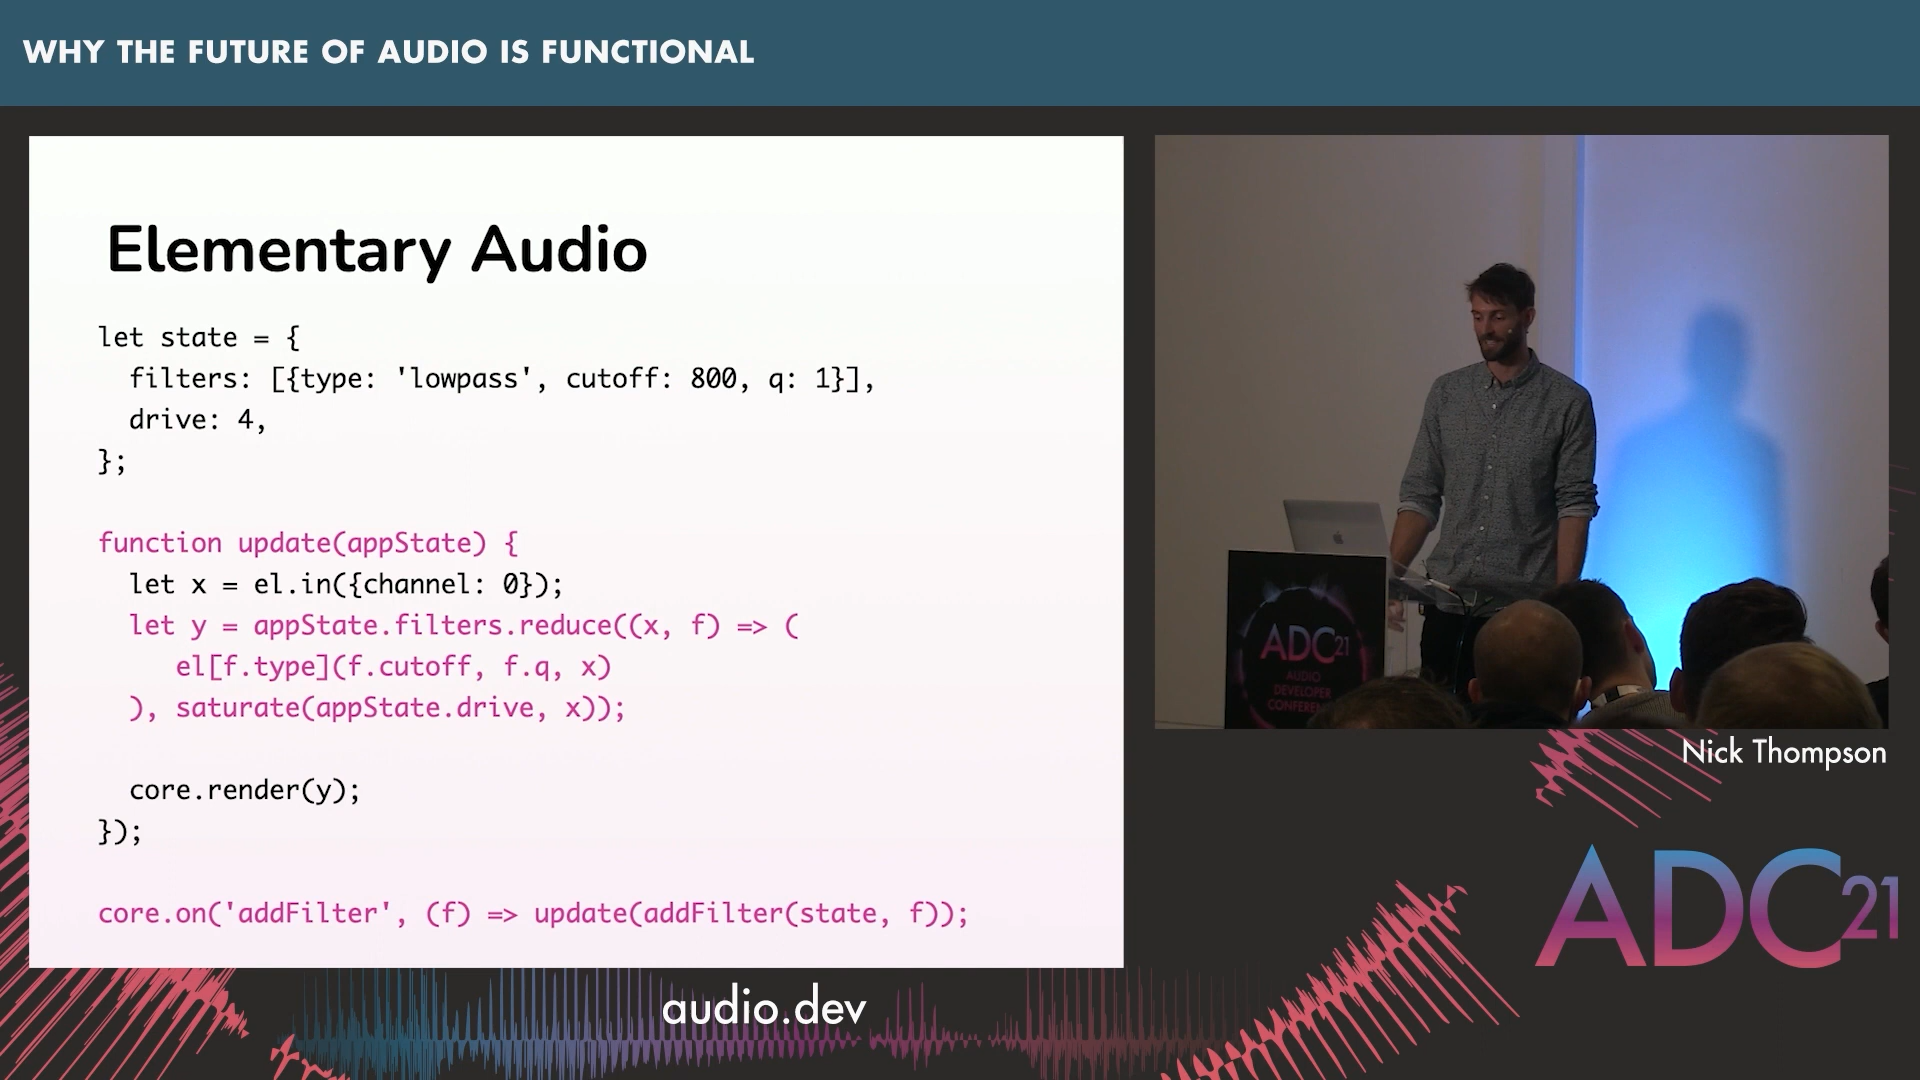 WHY THE FUTURE OF AUDIO IS FUNCTIONAL
Elementary Audio
let state = {
filters: [{type: 'lowpass', cutoff: 800, q: 1}],
drive: 4,
};
function update(appState) {
let x = el.in({channel: 0});
let y = appState.filters.reduce((x, f) => (
el[f.type](f.cutoff, f.q, x)
), saturate(appState.drive, x));
core.render(y);
});
core.on('addFilter', (f) => update(addFilter(state, f));
ADC21
AUDIO
DEVELOPER
Nick Thompson
ADC21
audio.dev